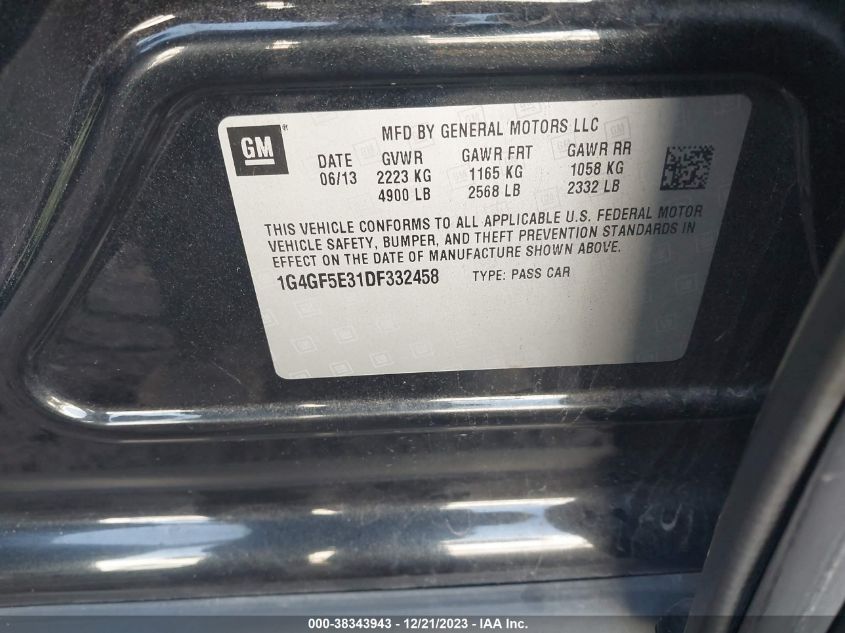 GM ®
MFD BY GENERAL MOTORS LLC
DATE GVWR GAWR FRT GAWR RR
06/13 2223 KG 1165 KG 1058 KG
4900 LB 2568 LB 2332 LB
THIS VEHICLE CONFORMS TO ALL APPLICABLE U.S. FEDERAL MOTOR
VEHICLE SAFETY, BUMPER, AND THEFT PREVENTION STANDARDS IN
EFFECT ON THE DATE OF MANUFACTURE SHOWN ABOVE.
1G4GF5E31DF332458 TYPE: PASS CAR
000-38343943 / 12/21/2023 - IAA Inc.